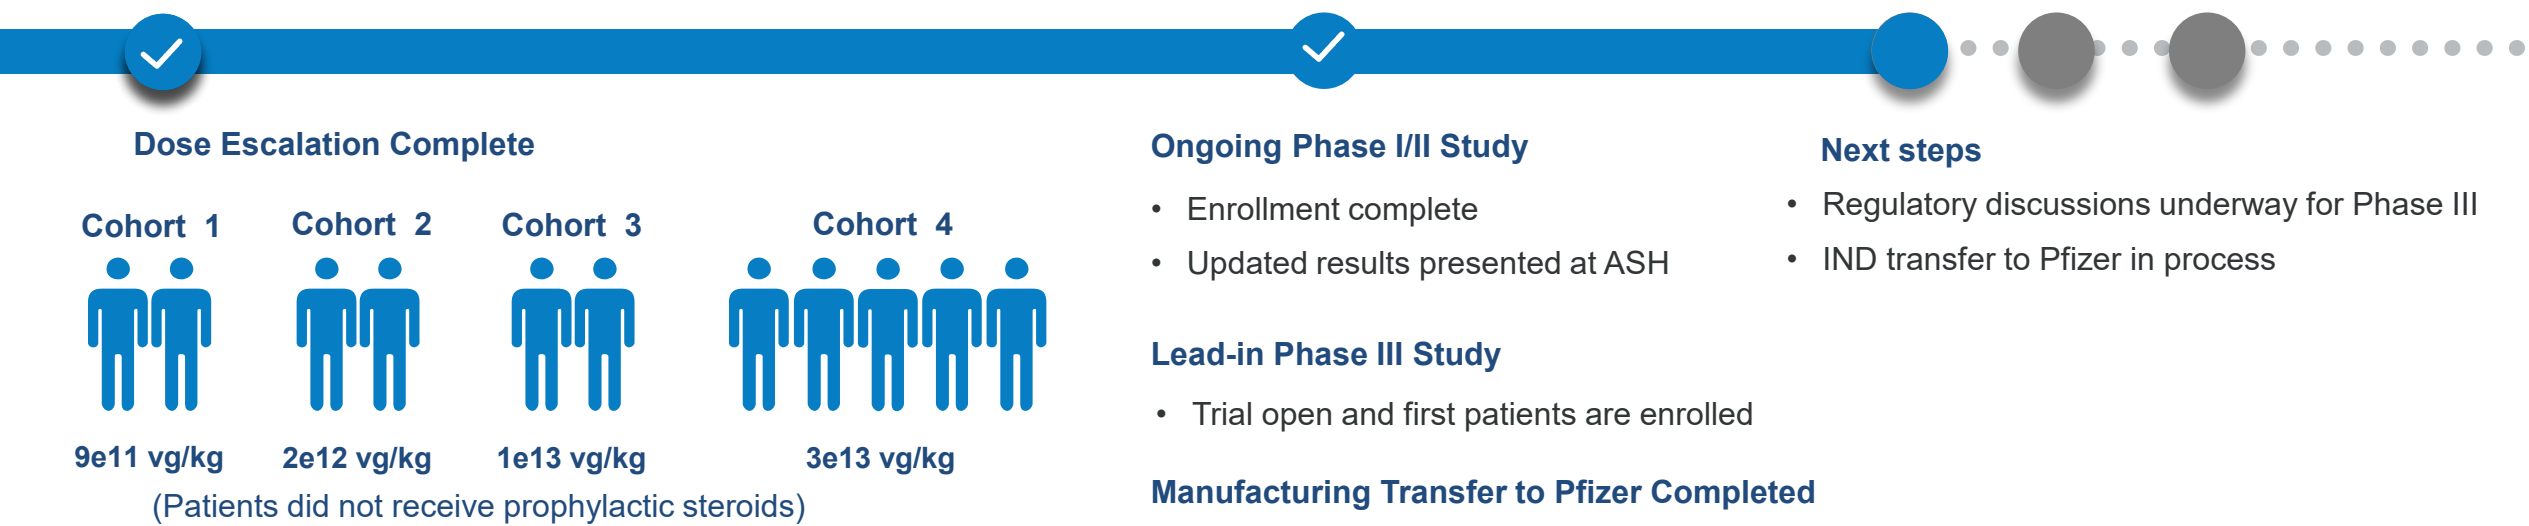 Dose Escalation Complete
Cohort 1
Cohort 2
Cohort 3
Cohort 4
9e11 vg/kg
2e12 vg/kg
1e13 vg/kg
3e13 vg/kg
(Patients did not receive prophylactic steroids)
Ongoing Phase I/II Study
• Enrollment complete
• Updated results presented at ASH
Lead-in Phase III Study
• Trial open and first patients are enrolled
Manufacturing Transfer to Pfizer Completed
Next steps
• Regulatory discussions underway for Phase III
• IND transfer to Pfizer in process